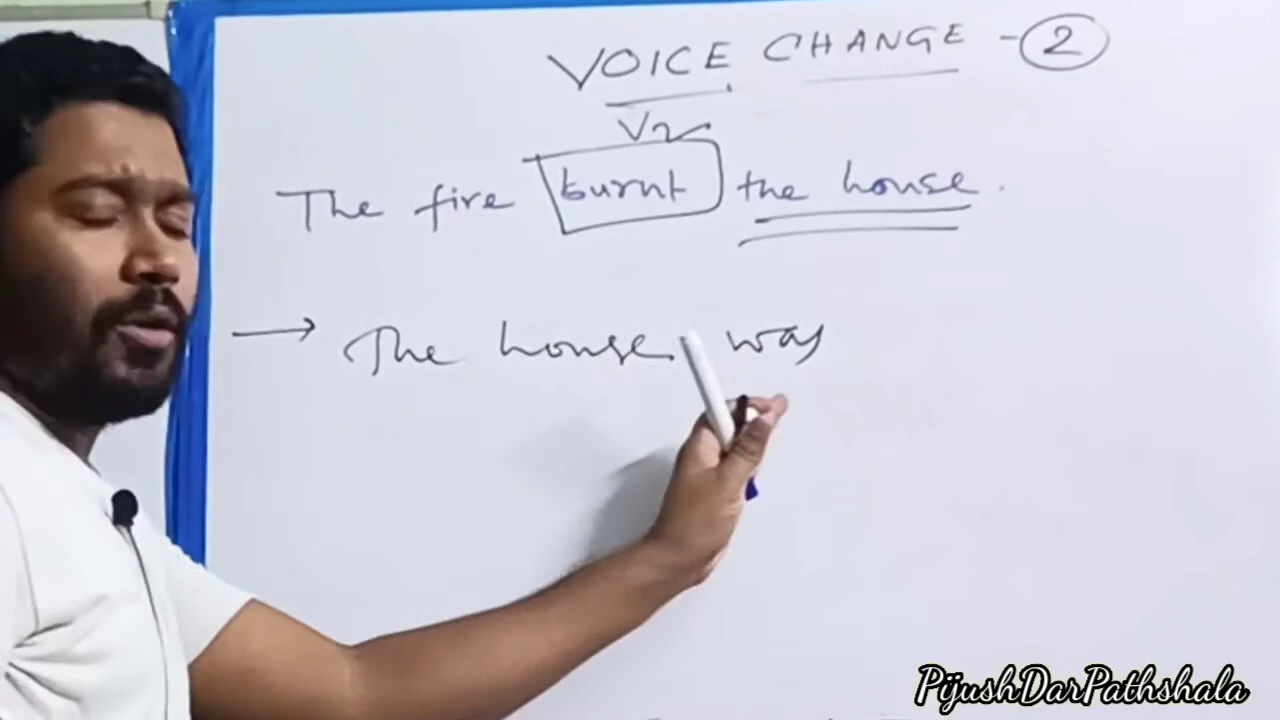 VOICE CHANGE - 2
V2
The fire burnt the house.
→ The house was
PijushDarPathshala